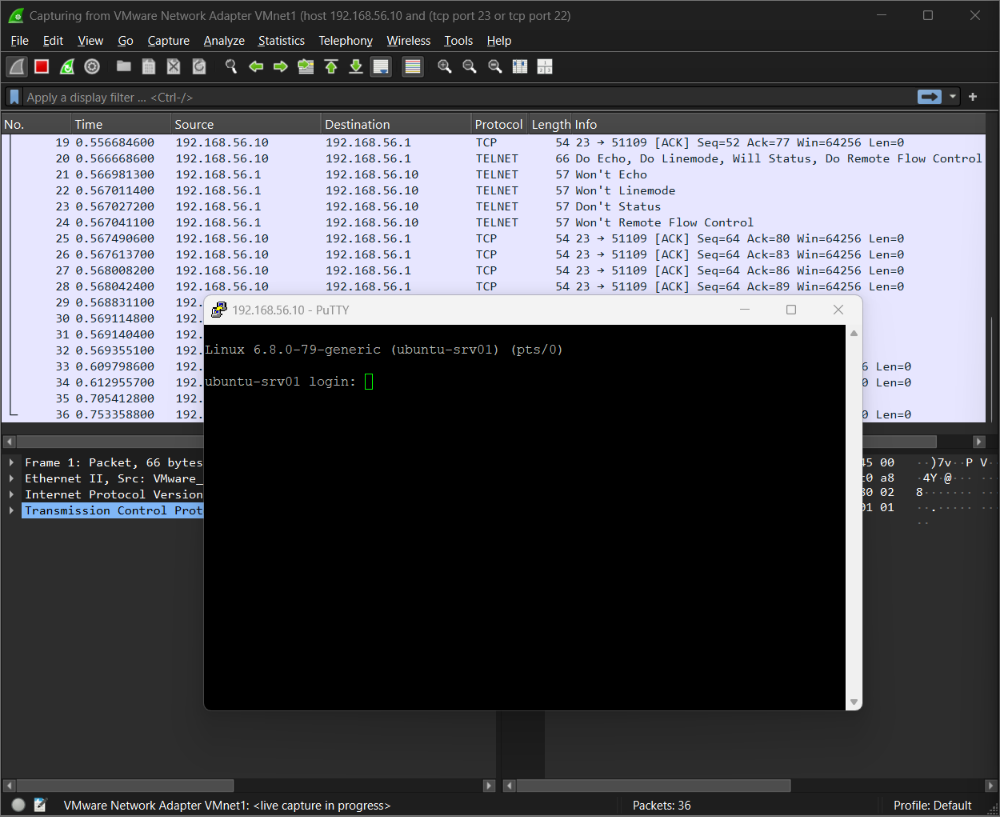 Capturing from VMware Network Adapter VMnet1 (host 192.168.56.10 and (tcp port 23 or tcp port 22)
File Edit View Go Capture Analyze Statistics Telephony Wireless Tools Help
Apply a display filter ... <Ctrl-/>
No. Time Source Destination Protocol Length Info
19 0.556684600 192.168.56.10 192.168.56.1 TCP 54 23 → 51109 [ACK] Seq=52 Ack=77 Win=64256 Len=0
20 0.566668600 192.168.56.10 192.168.56.1 TELNET 66 Do Echo, Do Linemode, Will Status, Do Remote Flow Control
21 0.566981300 192.168.56.1 192.168.56.10 TELNET 57 Won't Echo
22 0.567011400 192.168.56.1 192.168.56.10 TELNET 57 Won't Linemode
23 0.567027200 192.168.56.1 192.168.56.10 TELNET 57 Don't Status
24 0.567041100 192.168.56.1 192.168.56.10 TELNET 57 Won't Remote Flow Control
25 0.567490600 192.168.56.10 192.168.56.1 TCP 54 23 → 51109 [ACK] Seq=64 Ack=80 Win=64256 Len=0
26 0.567613700 192.168.56.10 192.168.56.1 TCP 54 23 → 51109 [ACK] Seq=64 Ack=83 Win=64256 Len=0
27 0.568008200 192.168.56.10 192.168.56.1 TCP 54 23 → 51109 [ACK] Seq=64 Ack=86 Win=64256 Len=0
28 0.568042400 192.168.56.10 192.168.56.1 TCP 54 23 → 51109 [ACK] Seq=64 Ack=89 Win=64256 Len=0
29 0.568831100 192.
30 0.569114800 192.
31 0.569140400 192.
32 0.569355100 192.
33 0.609798600 192. 6 Len=0
34 0.612955700 192. 0 Len=0
35 0.705412800 192.
36 0.753358800 192. 0 Len=0
192.168.56.10 - PuTTY
Linux 6.8.0-79-generic (ubuntu-srv01) (pts/0)
ubuntu-srv01 login:
Frame 1: Packet, 66 bytes
Ethernet II, Src: VMware_
Internet Protocol Version
Transmission Control Prot
45 00 ··)7v··P V·
c0 a8 ·4Y·@···
80 02 8·······
01 01 ··.·····
VMware Network Adapter VMnet1: <live capture in progress>
Packets: 36
Profile: Default